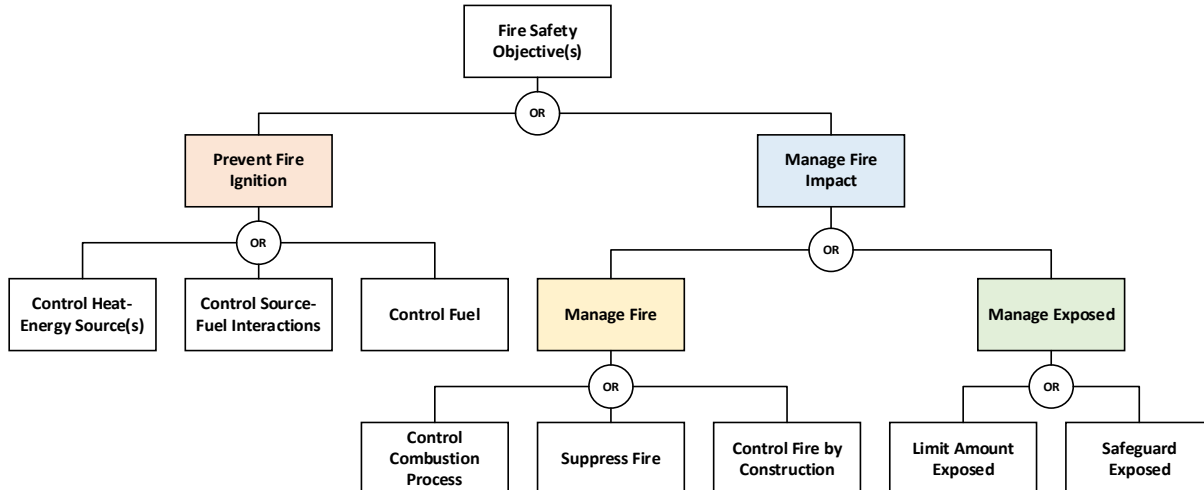 Fire Safety
Objective(s)
OR
Prevent Fire
Ignition
Manage Fire
Impact
OR
OR
Control Heat-
Energy Source(s)
Control Source-
Fuel Interactions
Control Fuel
Manage Fire
Manage Exposed
OR
OR
Control
Combustion
Process
Suppress Fire
Control Fire by
Construction
Limit Amount
Exposed
Safeguard
Exposed